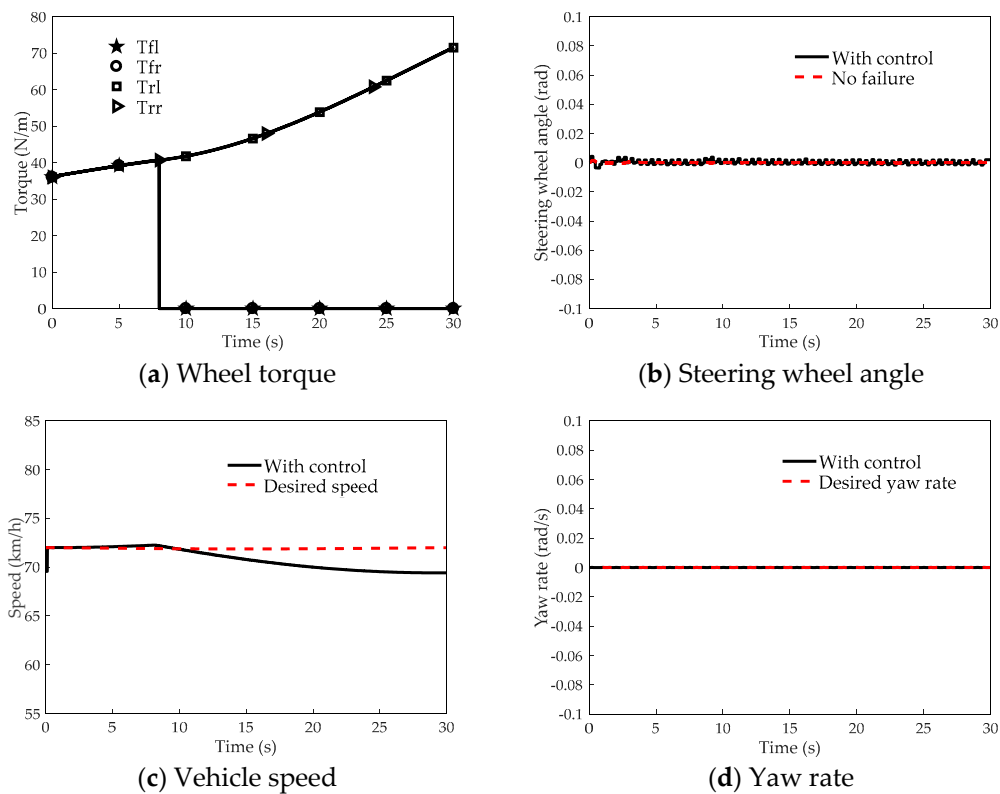 80
70
60
50
40
30
20
10
0
Torque (N/m)
Tfl
Tfr
Trl
Trr
0 5 10 15 20 25 30
Time (s)
(a) Wheel torque
0.1
0.08
0.06
0.04
0.02
0
-0.02
-0.04
-0.06
-0.08
-0.1
Steering wheel angle (rad)
With control
No failure
0 5 10 15 20 25 30
Time (s)
(b) Steering wheel angle
85
80
75
70
65
60
55
Speed (km/h)
With control
Desired speed
0 5 10 15 20 25 30
Time (s)
(c) Vehicle speed
0.1
0.08
0.06
0.04
0.02
0
-0.02
-0.04
-0.06
-0.08
-0.1
Yaw rate (rad/s)
With control
Desired yaw rate
0 5 10 15 20 25 30
Time (s)
(d) Yaw rate